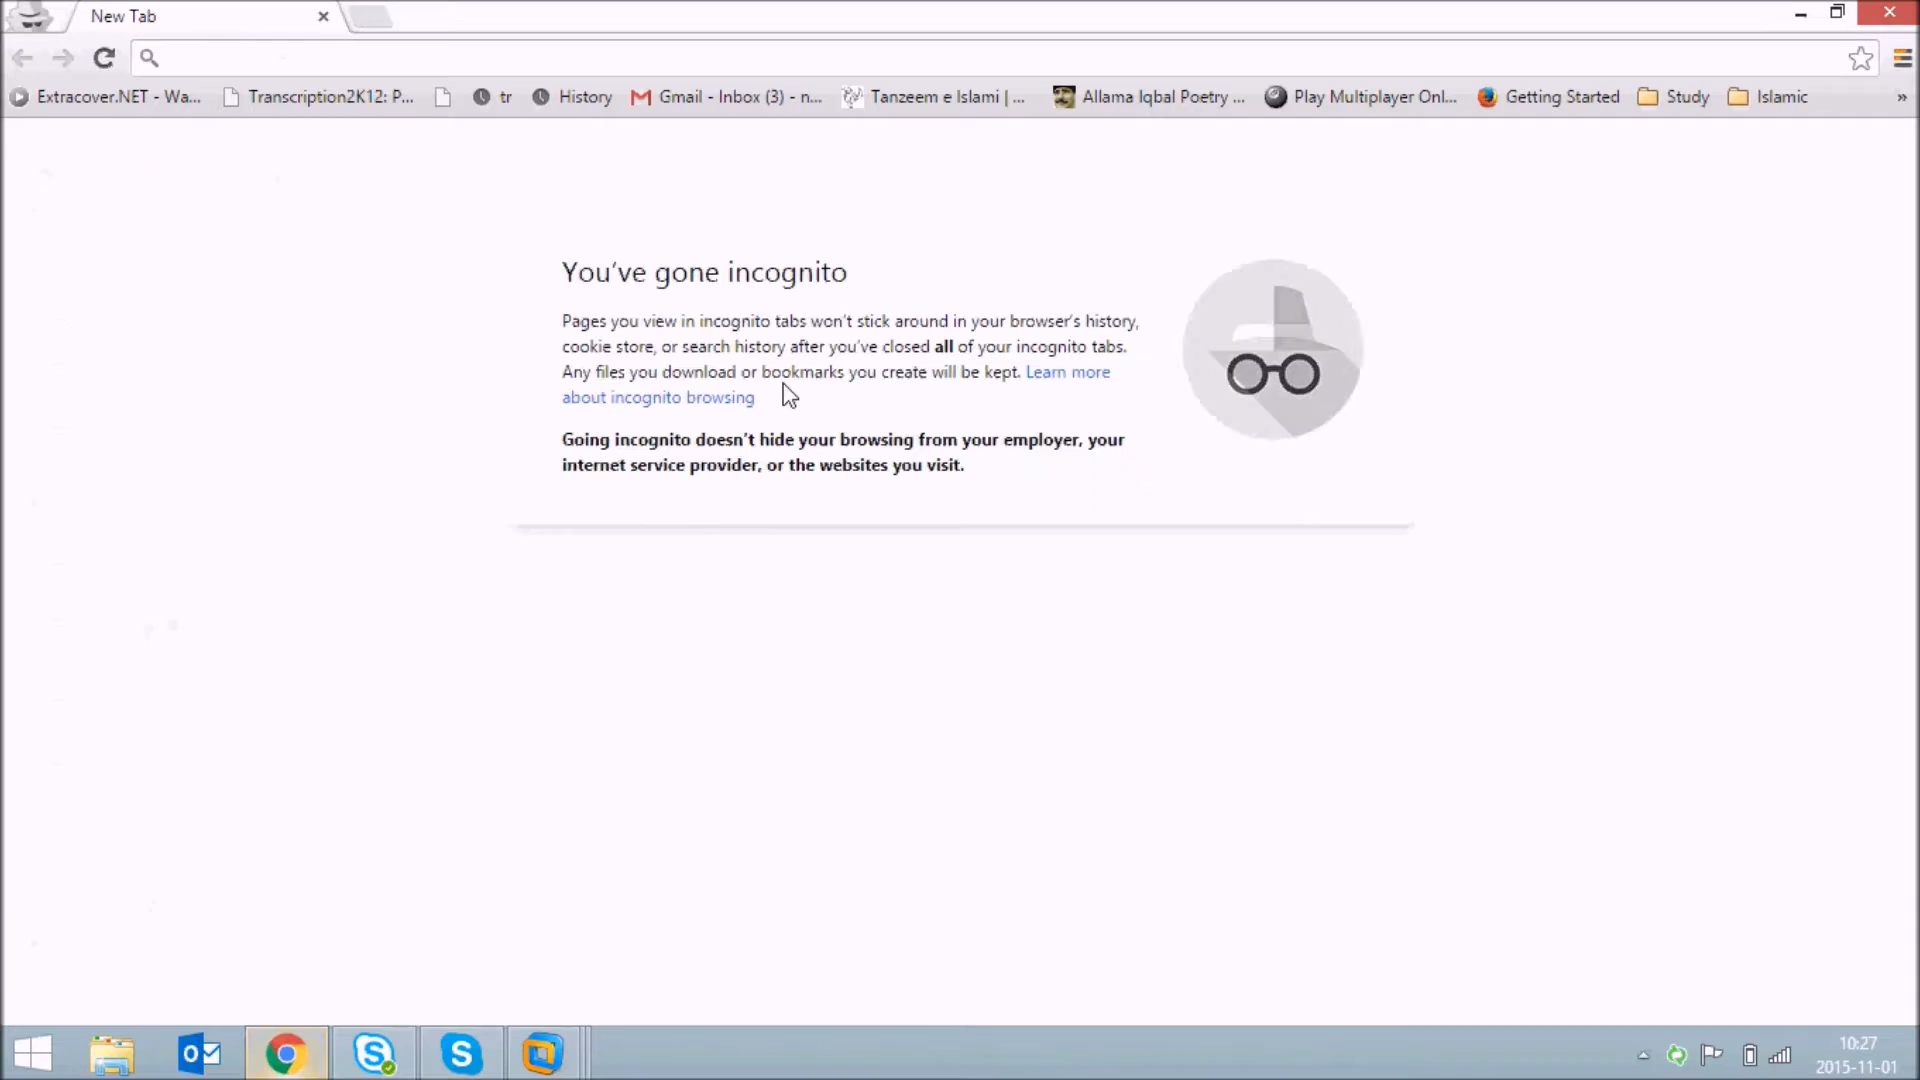 New Tab
Extracover.NET - Wa...
Transcription2K12: P...
tr
History
Gmail - Inbox (3) - n...
Tanzeem e Islami | ...
Allama Iqbal Poetry ...
Play Multiplayer Onl...
Getting Started
Study
Islamic
»
You've gone incognito
Pages you view in incognito tabs won't stick around in your browser's history,
cookie store, or search history after you've closed all of your incognito tabs.
Any files you download or bookmarks you create will be kept. Learn more
about incognito browsing
Going incognito doesn't hide your browsing from your employer, your
internet service provider, or the websites you visit.
10:27
2015-11-01